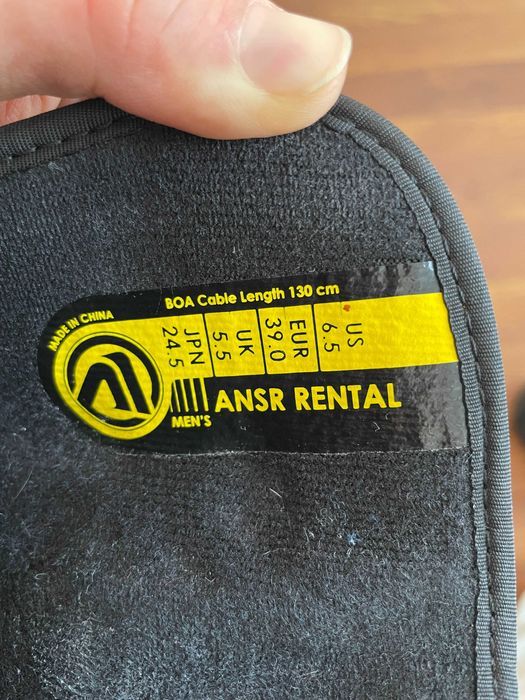 BOA Cable Length 130 cm
MADE IN CHINA
JPN
24.5
UK
5.5
EUR
39.0
US
6.5
MEN'S
ANSR RENTAL